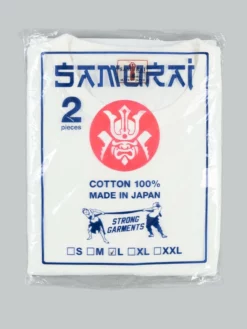 SAMURAI
2
pieces
COTTON 100%
MADE IN JAPAN
STRONG
GARMENTS
S M L XL XXL